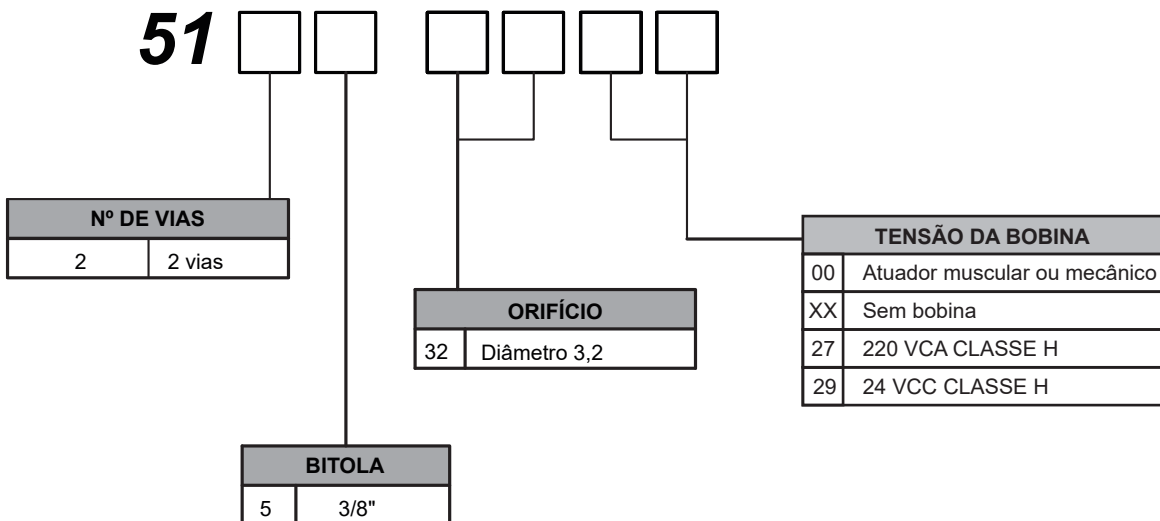 51
Nº DE VIAS
2 2 vias
TENSÃO DA BOBINA
00 Atuador muscular ou mecânico
XX Sem bobina
27 220 VCA CLASSE H
29 24 VCC CLASSE H
ORIFÍCIO
32 Diâmetro 3,2
BITOLA
5 3/8"